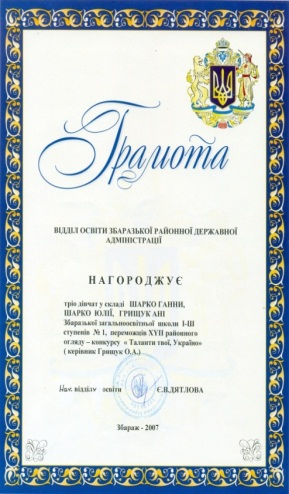 Грамота
ВІДДІЛ ОСВІТИ ЗБАРАЗЬКОЇ РАЙОННОЇ ДЕРЖАВНОЇ
АДМІНІСТРАЦІЇ
НАГОРОДЖУЄ
тріо дівчат у складі ШАРКО ГАННИ,
ШАРКО ЮЛІЇ, ГРИЩУК АНІ
Збаразької загальноосвітньої школи І-ІІІ
ступенів № 1, переможців XVII районного
огляду – конкурсу « Таланти твої, Україно»
( керівник Грищук О.А.)
Нач. відділу освіти Є.В.ДЯТЛОВА
Збараж - 2007